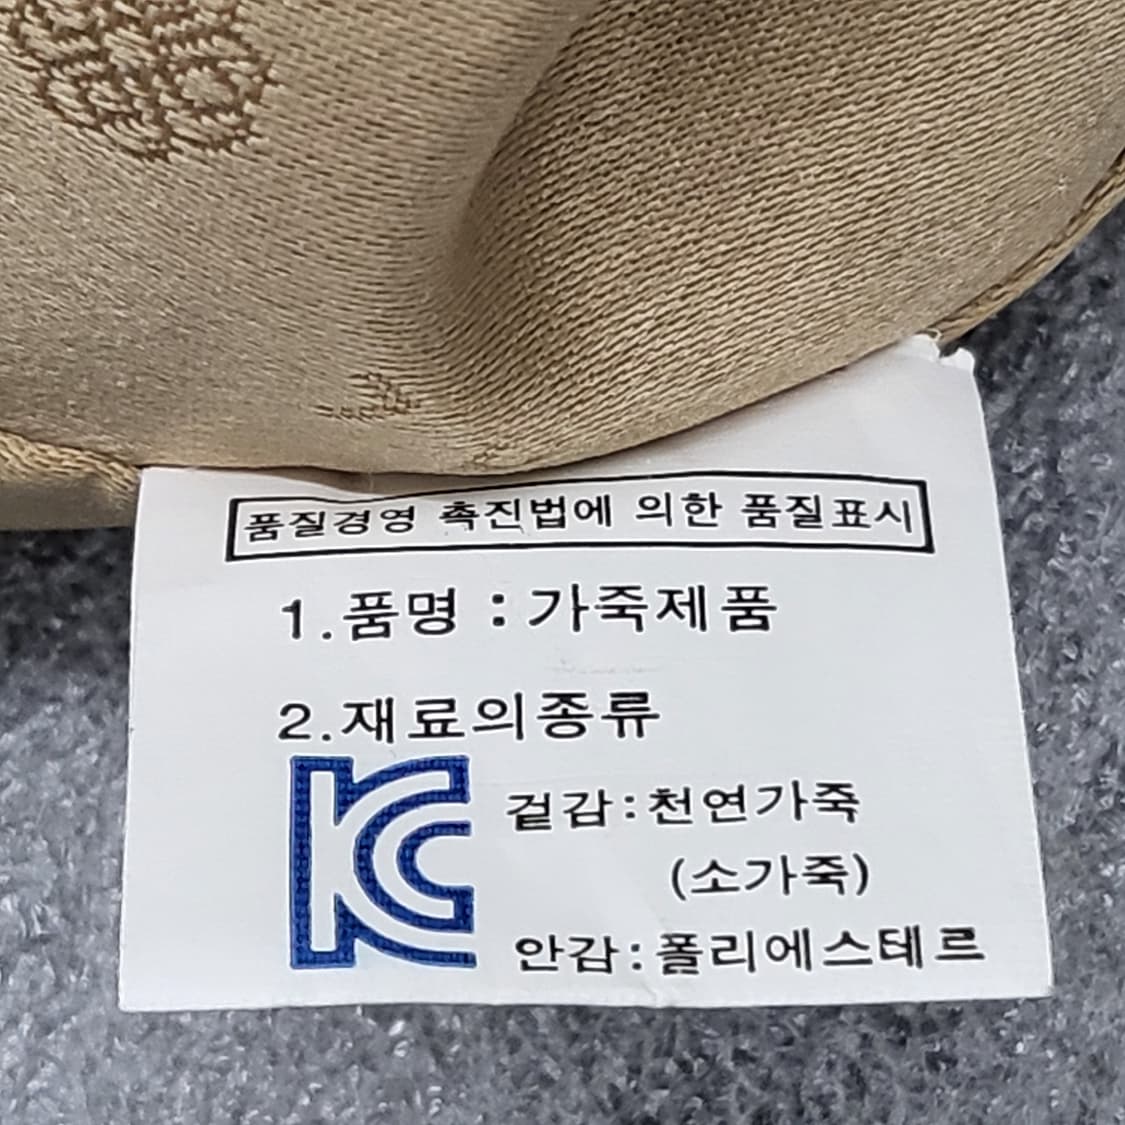 품질경영 촉진법에 의한 품질표시
1.품명 : 가죽제품
2.재료의종류
KC
겉감:천연가죽
(소가죽)
안감:폴리에스테르